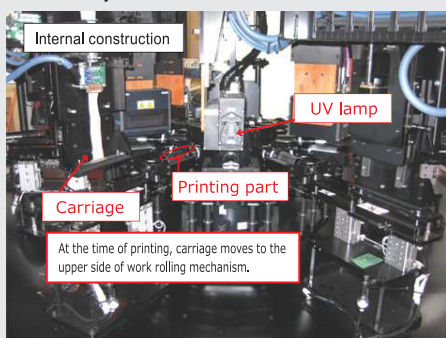 Internal construction
UV lamp
Printing part
Carriage
At the time of printing, carriage moves to the
upper side of work rolling mechanism.